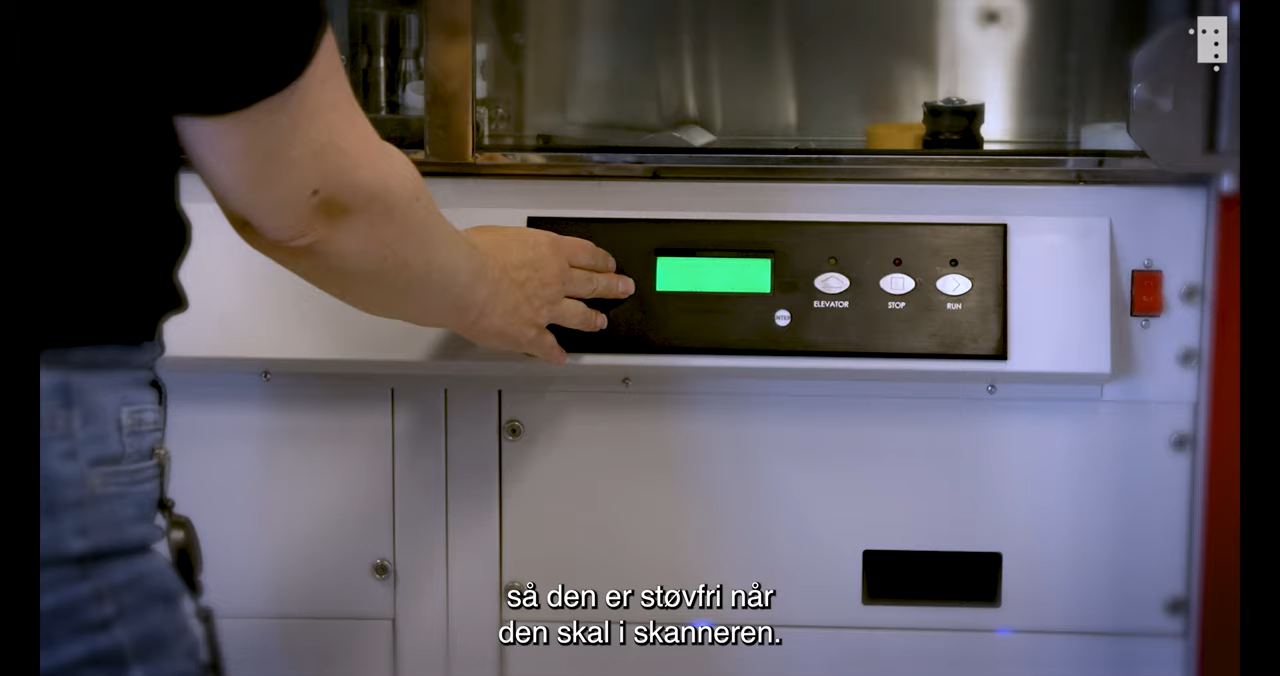 ELEVATOR
STOP
RUN
så den er støvfri når
den skal i skanneren.